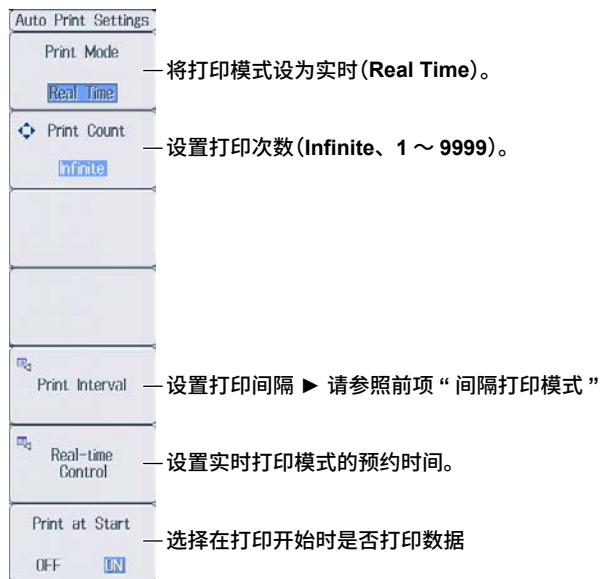 Auto Print Settings
Print Mode
Real Time
将打印模式设为实时(Real Time)。
Print Count
Infinite
设置打印次数(Infinite、1 ～ 9999)。
Print Interval
设置打印间隔 ► 请参照前项 “ 间隔打印模式 ”
Real-time
Control
设置实时打印模式的预约时间。
Print at Start
OFF ON
选择在打印开始时是否打印数据